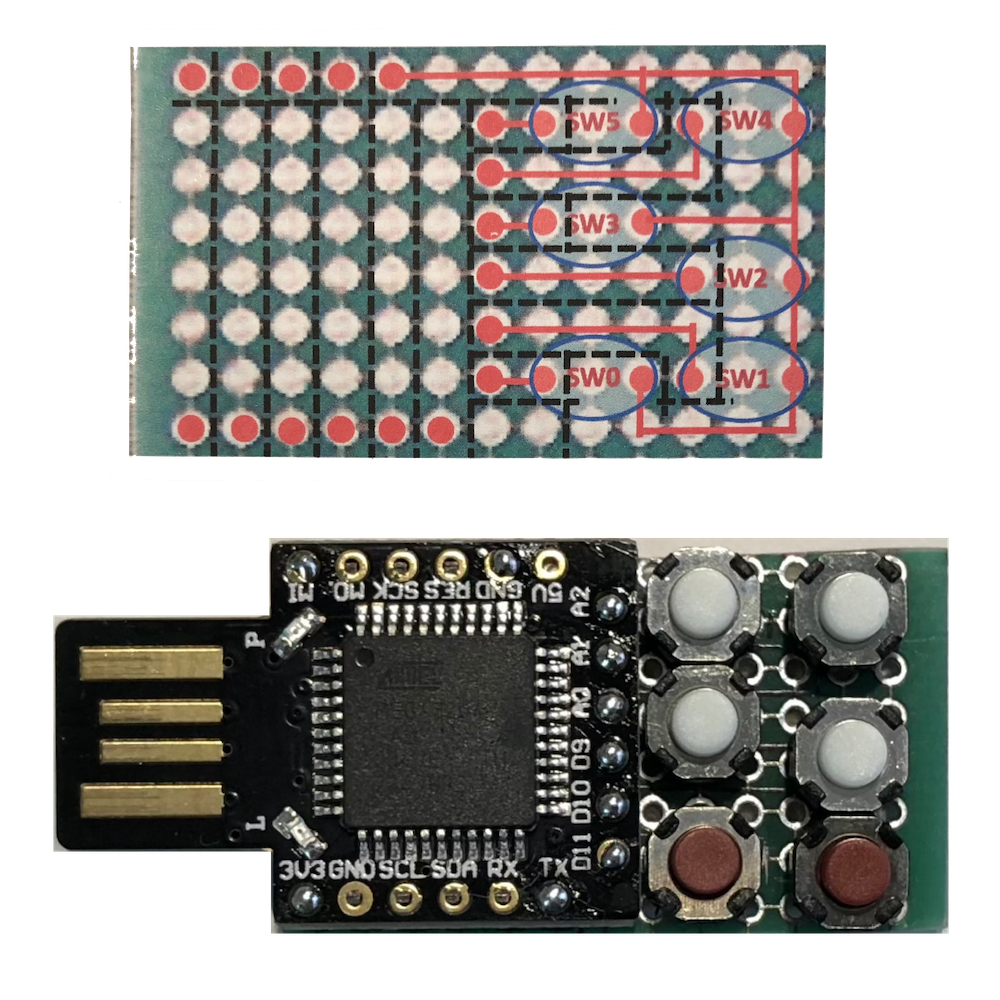 SW5 SW4
SW3
SW2
SW0 SW1
MI MO SCK RES GND 5V
A2
A1
A0
D9
D10
D11
P
L
3V3 GND SCL SDA RX TX